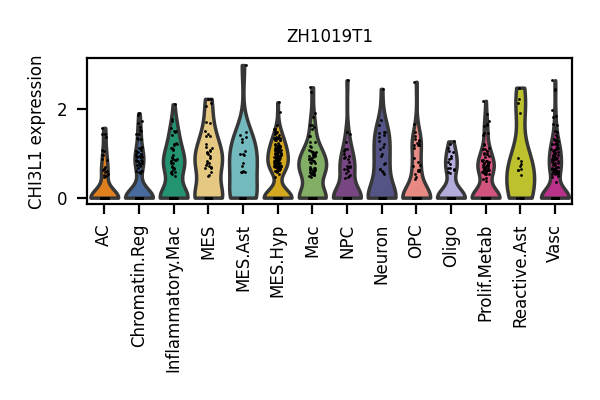 ZH1019T1
CHI3L1 expression
2
0
AC
Chromatin.Reg
Inflammatory.Mac
MES
MES.Ast
MES.Hyp
Mac
NPC
Neuron
OPC
Oligo
Prolif.Metab
Reactive.Ast
Vasc